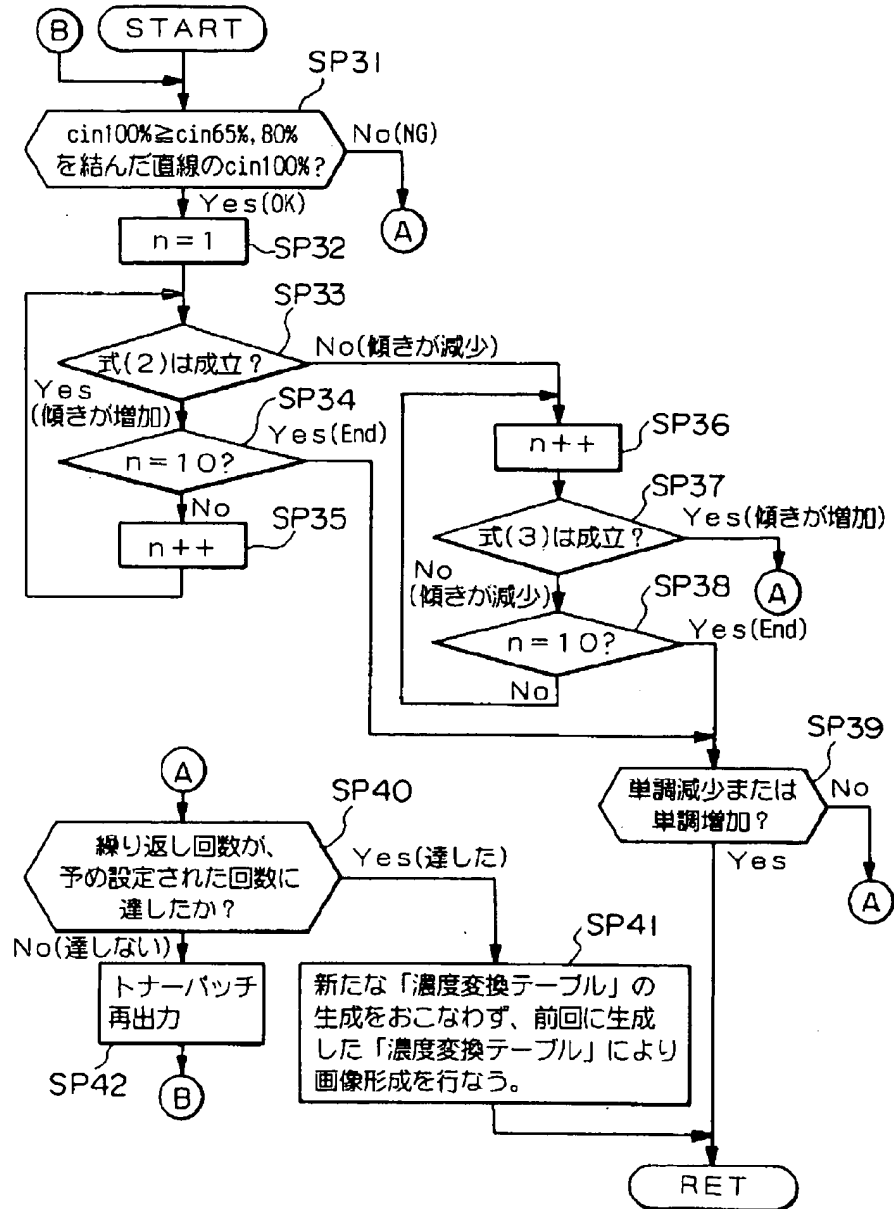 B
START
SP31
cin100%≧cin65%,80%
を結んだ直線のcin100%?
No(NG)
A
Yes(OK)
n=1
SP32
SP33
式(2)は成立?
No(傾きが減少)
Yes
(傾きが増加)
SP34
n=10?
Yes(End)
No
n++
SP35
n++
SP36
SP37
式(3)は成立?
Yes(傾きが増加)
A
No
(傾きが減少)
SP38
n=10?
Yes(End)
No
SP39
単調減少または
単調増加?
No
A
Yes
A
SP40
繰り返し回数が、
予め設定された回数に
達したか?
Yes(達した)
No(達しない)
トナーパッチ
再出力
SP42
B
SP41
新たな「濃度変換テーブル」の
生成をおこなわず、前回に生成
した「濃度変換テーブル」により
画像形成を行なう。
RET